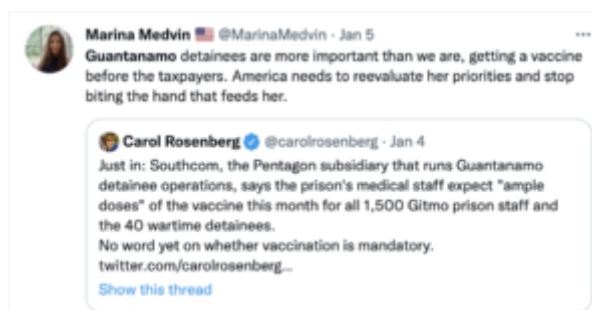 Marina Medvin 🇺🇸 @MarinaMedvin · Jan 5
Guantanamo detainees are more important than we are, getting a vaccine
before the taxpayers. America needs to reevaluate her priorities and stop
biting the hand that feeds her.
Carol Rosenberg @carolrosenberg · Jan 4
Just in: Southcom, the Pentagon subsidiary that runs Guantanamo
detainee operations, says the prison's medical staff expect "ample
doses" of the vaccine this month for all 1,500 Gitmo prison staff and
the 40 wartime detainees.
No word yet on whether vaccination is mandatory.
twitter.com/carolrosenberg...
Show this thread